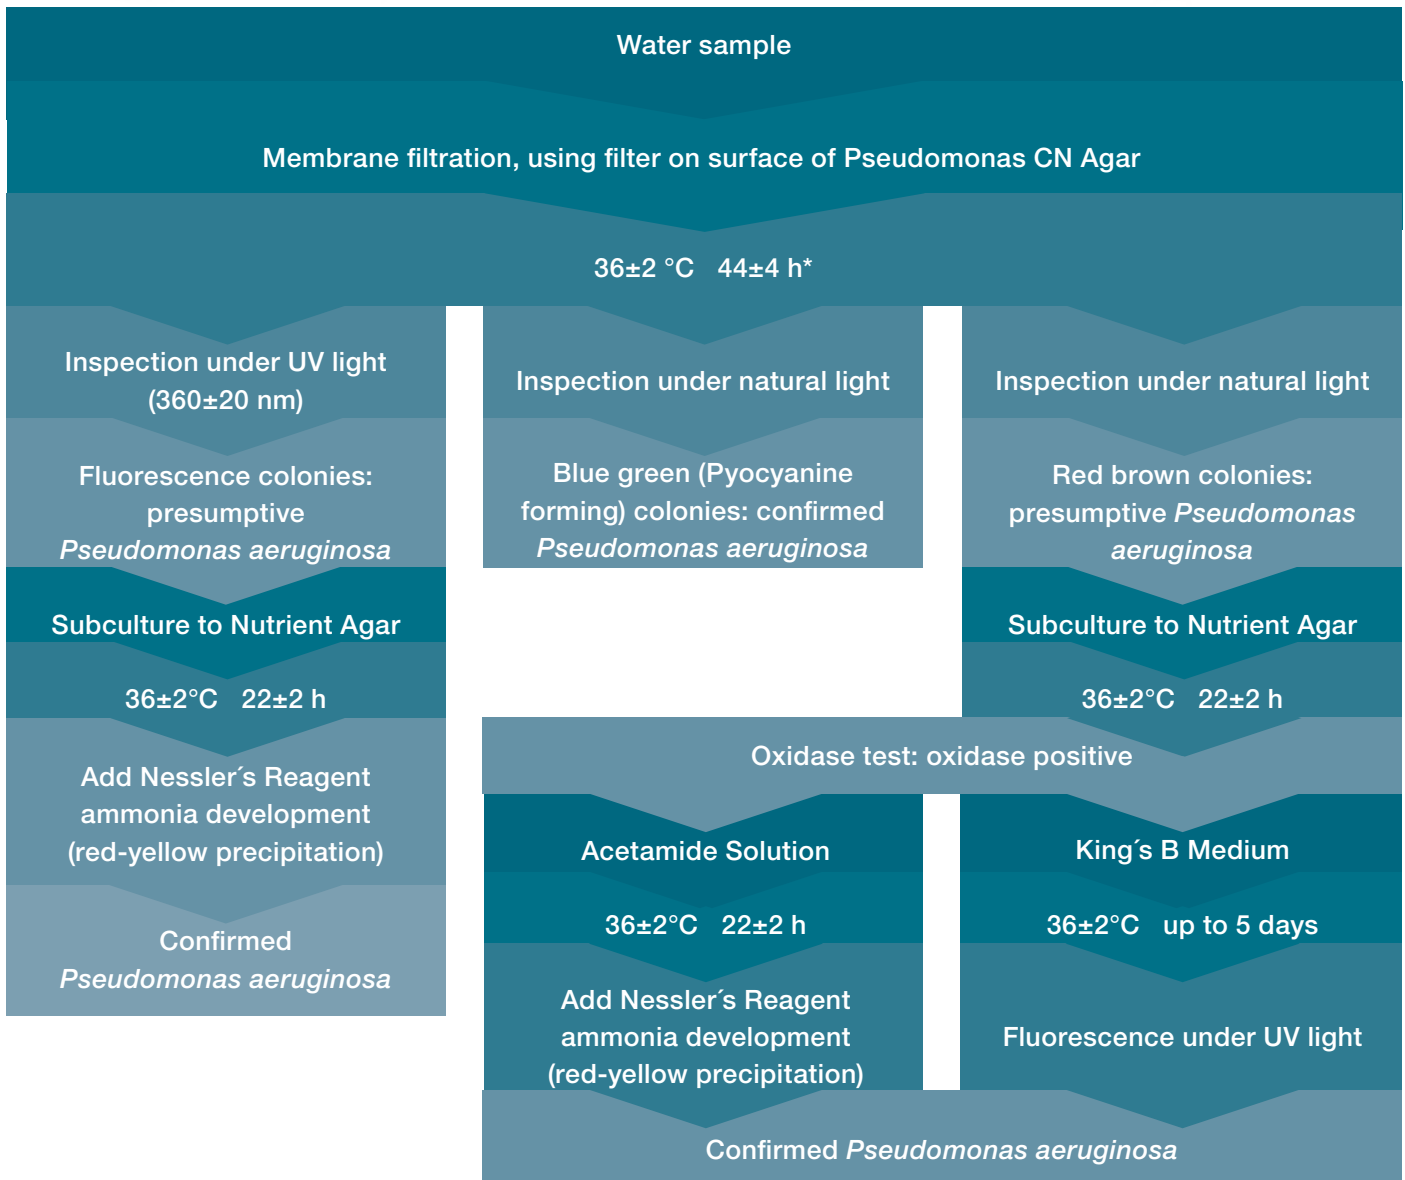 Water sample
Membrane filtration, using filter on surface of Pseudomonas CN Agar
36±2 °C 44±4 h*
Inspection under UV light
(360±20 nm)
Fluorescence colonies:
presumptive
Pseudomonas aeruginosa
Subculture to Nutrient Agar
36±2°C 22±2 h
Add Nessler´s Reagent
ammonia development
(red-yellow precipitation)
Confirmed
Pseudomonas aeruginosa
Inspection under natural light
Blue green (Pyocyanine
forming) colonies: confirmed
Pseudomonas aeruginosa
Inspection under natural light
Red brown colonies:
presumptive Pseudomonas
aeruginosa
Subculture to Nutrient Agar
36±2°C 22±2 h
Oxidase test: oxidase positive
Acetamide Solution
36±2°C 22±2 h
Add Nessler´s Reagent
ammonia development
(red-yellow precipitation)
King´s B Medium
36±2°C up to 5 days
Fluorescence under UV light
Confirmed Pseudomonas aeruginosa